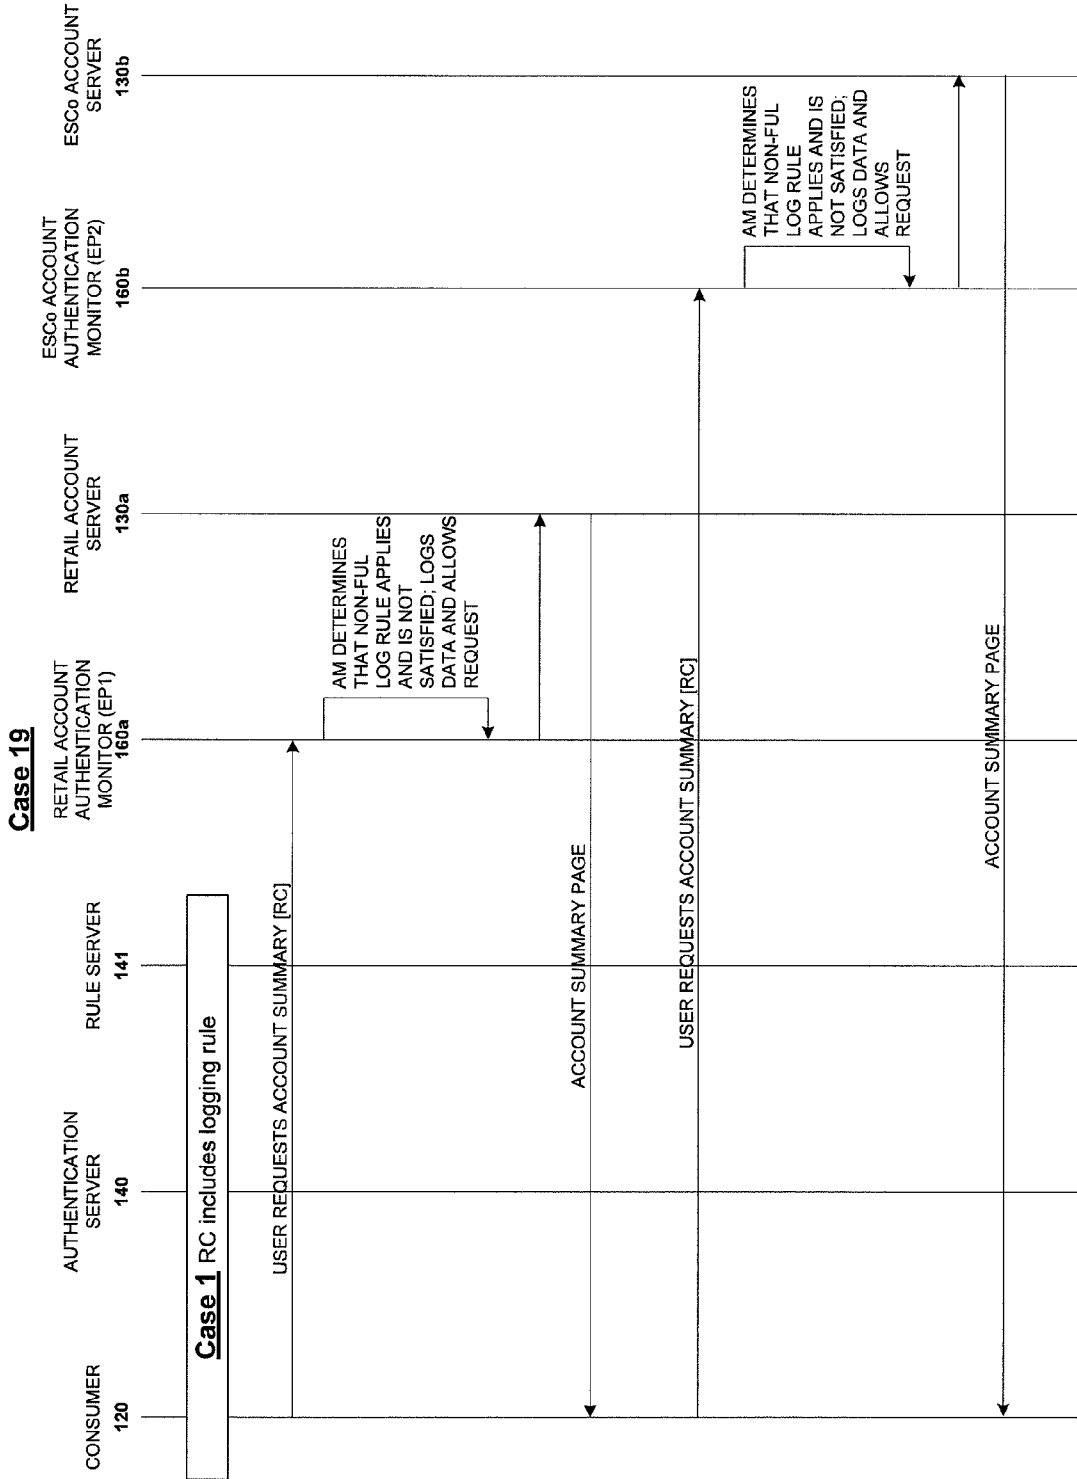 Case 19
CONSUMER
120
AUTHENTICATION
SERVER
140
RULE SERVER
141
RETAIL ACCOUNT
AUTHENTICATION
MONITOR (EP1)
160a
RETAIL ACCOUNT
SERVER
130a
ESCo ACCOUNT
AUTHENTICATION
MONITOR (EP2)
160b
ESCo ACCOUNT
SERVER
130b
Case 1 RC includes logging rule
USER REQUESTS ACCOUNT SUMMARY [RC]
AM DETERMINES
THAT NON-FUL
LOG RULE APPLIES
AND IS NOT
SATISFIED; LOGS
DATA AND ALLOWS
REQUEST
ACCOUNT SUMMARY PAGE
USER REQUESTS ACCOUNT SUMMARY [RC]
AM DETERMINES
THAT NON-FUL
LOG RULE
APPLIES AND IS
NOT SATISFIED;
LOGS DATA AND
ALLOWS
REQUEST
ACCOUNT SUMMARY PAGE